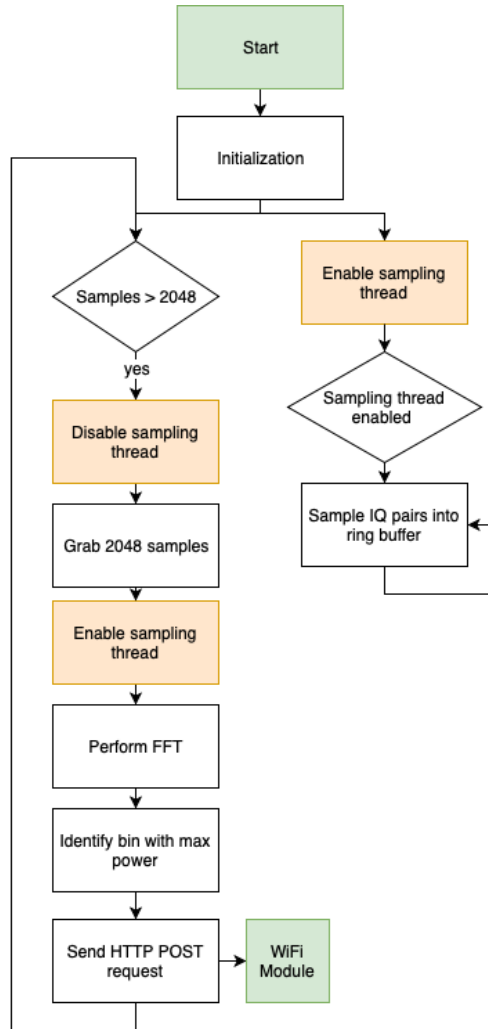 Start
Initialization
Samples > 2048
yes
Disable sampling
thread
Grab 2048 samples
Enable sampling
thread
Perform FFT
Identify bin with max
power
Send HTTP POST
request
WiFi
Module
Enable sampling
thread
Sampling thread
enabled
Sample IQ pairs into
ring buffer